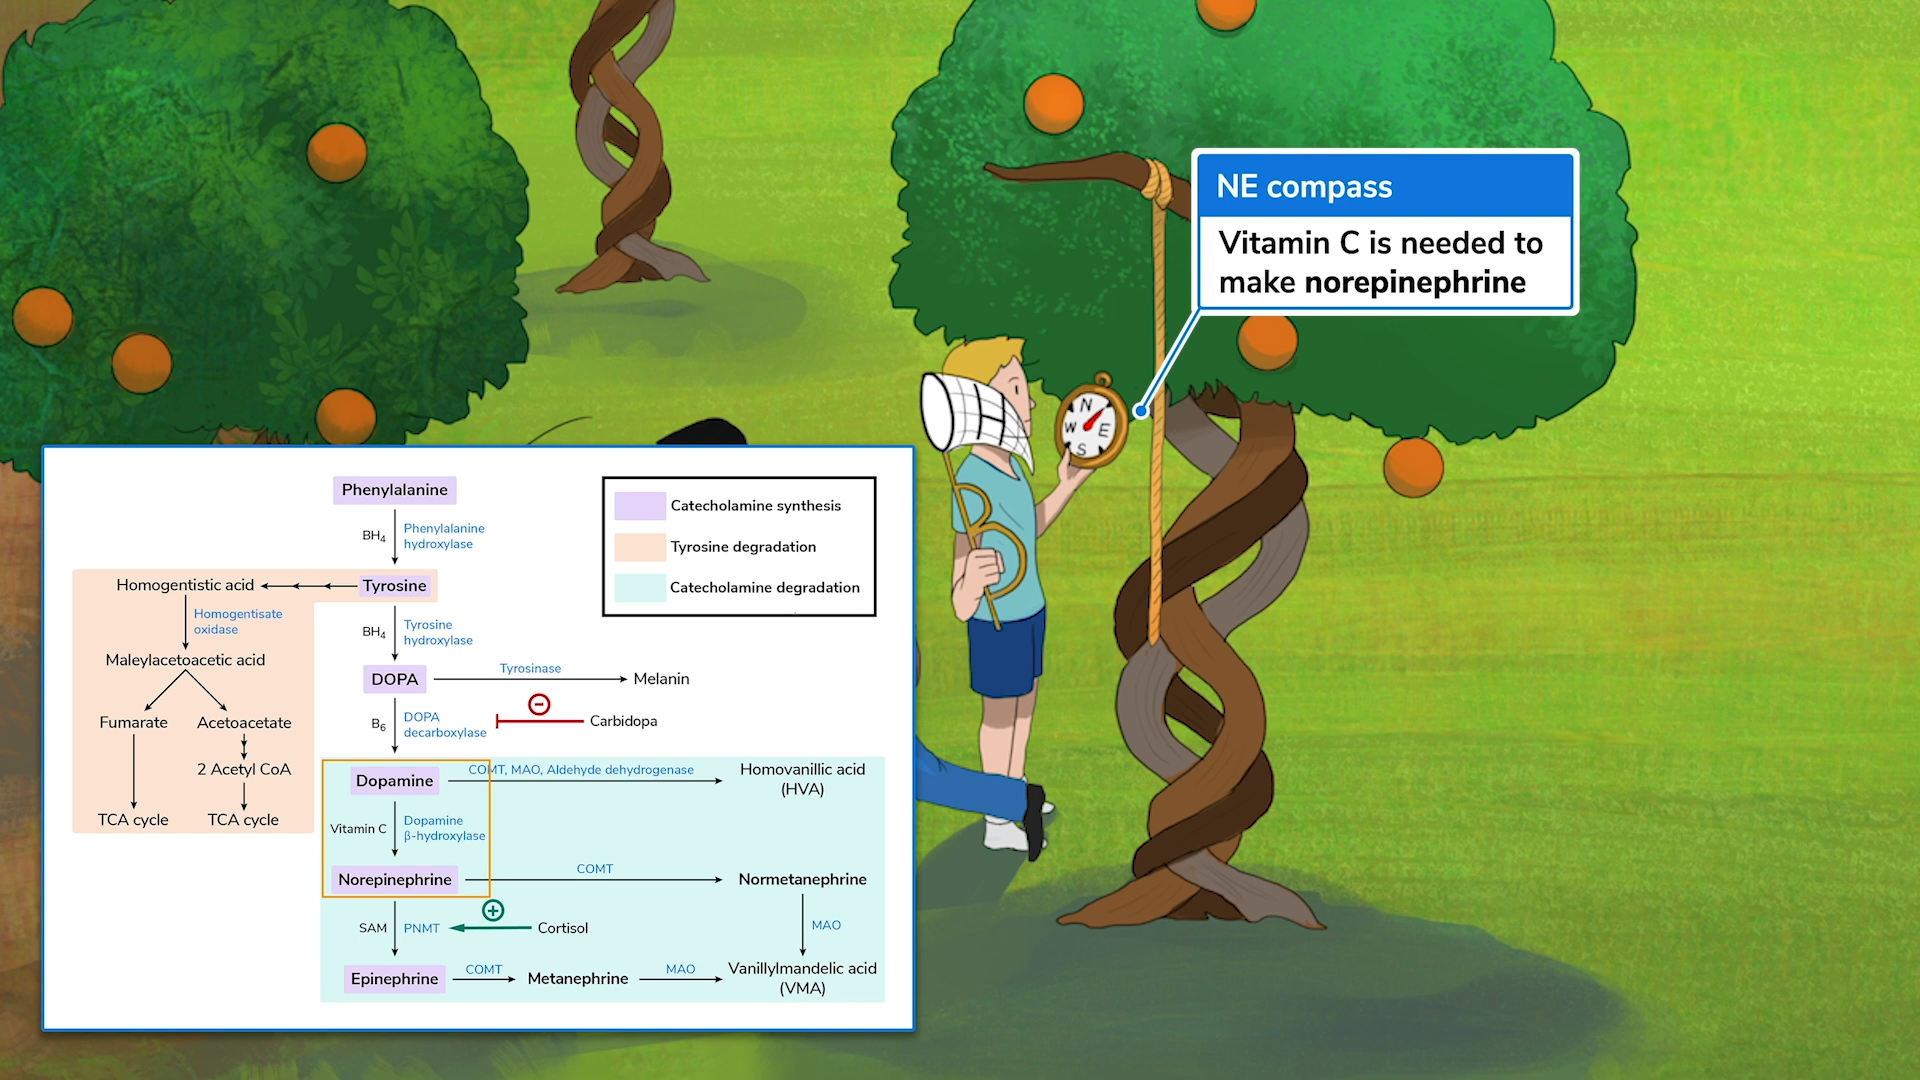 NE compass
Vitamin C is needed to
make norepinephrine
H
N
W E
S
B
Phenylalanine
BH4
Phenylalanine
hydroxylase
Homogentistic acid
Tyrosine
Homogentisate
oxidase
BH4
Tyrosine
hydroxylase
Maleylacetoacetic acid
DOPA
Tyrosinase
Melanin
Fumarate
Acetoacetate
B6
DOPA
decarboxylase
−
Carbidopa
2 Acetyl CoA
TCA cycle
TCA cycle
Dopamine
COMT, MAO, Aldehyde dehydrogenase
Homovanillic acid
(HVA)
Vitamin C
Dopamine
β-hydroxylase
Norepinephrine
COMT
Normetanephrine
SAM
PNMT
+
Cortisol
MAO
Epinephrine
COMT
Metanephrine
MAO
Vanillylmandelic acid
(VMA)
Catecholamine synthesis
Tyrosine degradation
Catecholamine degradation